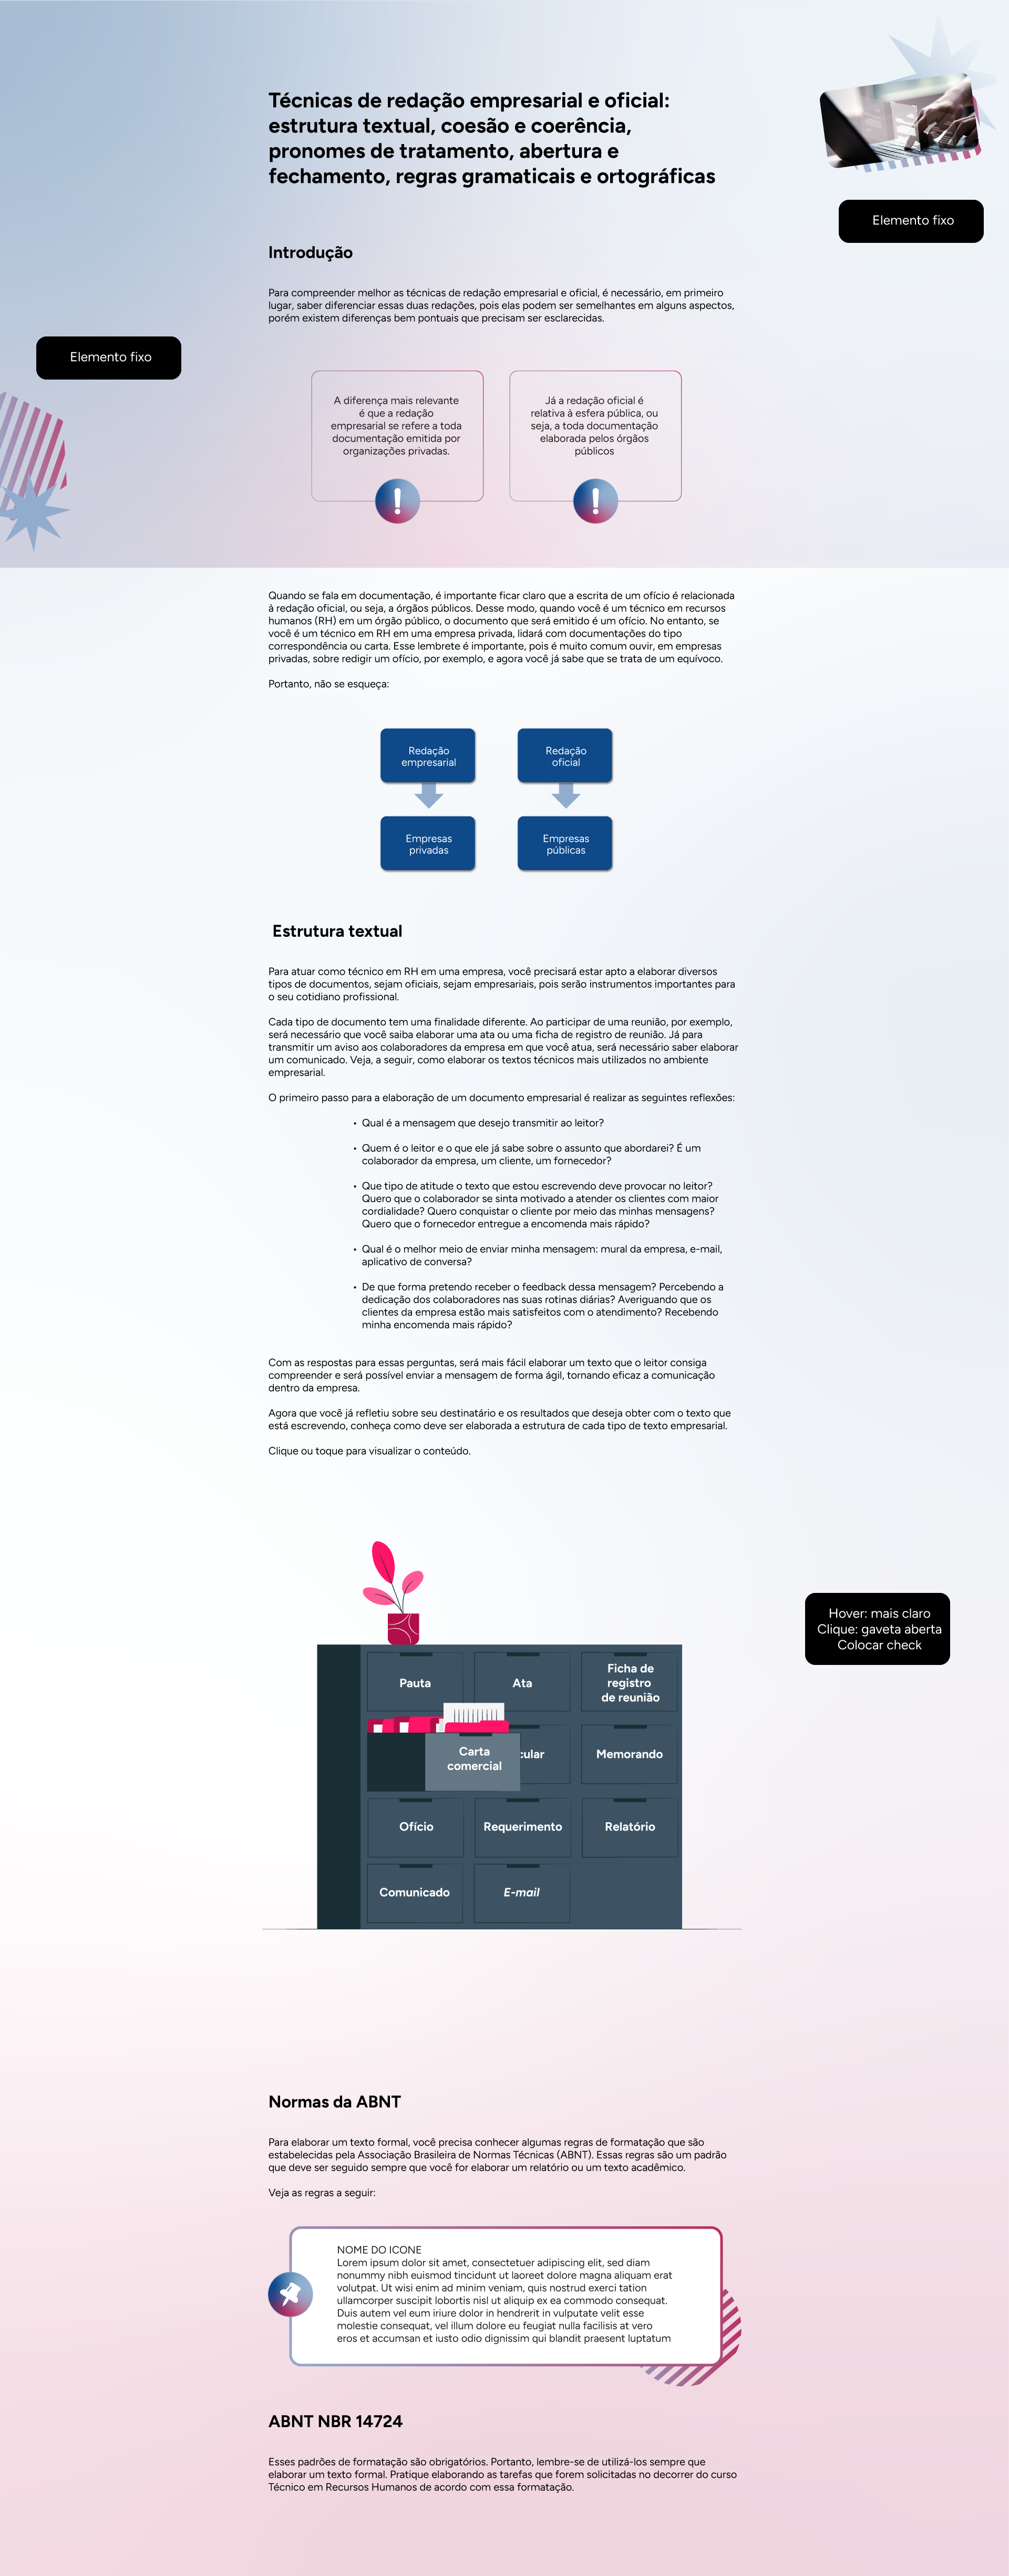 Técnicas de redação empresarial e oficial:
estrutura textual, coesão e coerência,
pronomes de tratamento, abertura e
fechamento, regras gramaticais e ortográficas
Elemento fixo
Introdução
Para compreender melhor as técnicas de redação empresarial e oficial, é necessário, em primeiro
lugar, saber diferenciar essas duas redações, pois elas podem ser semelhantes em alguns aspectos,
porém existem diferenças bem pontuais que precisam ser esclarecidas.
Elemento fixo
A diferença mais relevante
é que a redação
empresarial se refere a toda
documentação emitida por
organizações privadas.
Já a redação oficial é
relativa à esfera pública, ou
seja, a toda documentação
elaborada pelos órgãos
públicos
Quando se fala em documentação, é importante ficar claro que a escrita de um ofício é relacionada
à redação oficial, ou seja, a órgãos públicos. Desse modo, quando você é um técnico em recursos
humanos (RH) em um órgão público, o documento que será emitido é um ofício. No entanto, se
você é um técnico em RH em uma empresa privada, lidará com documentações do tipo
correspondência ou carta. Esse lembrete é importante, pois é muito comum ouvir, em empresas
privadas, sobre redigir um ofício, por exemplo, e agora você já sabe que se trata de um equívoco.
Portanto, não se esqueça:
Redação
empresarial
Redação
oficial
Empresas
privadas
Empresas
públicas
Estrutura textual
Para atuar como técnico em RH em uma empresa, você precisará estar apto a elaborar diversos
tipos de documentos, sejam oficiais, sejam empresariais, pois serão instrumentos importantes para
o seu cotidiano profissional.
Cada tipo de documento tem uma finalidade diferente. Ao participar de uma reunião, por exemplo,
será necessário que você saiba elaborar uma ata ou uma ficha de registro de reunião. Já para
transmitir um aviso aos colaboradores da empresa em que você atua, será necessário saber elaborar
um comunicado. Veja, a seguir, como elaborar os textos técnicos mais utilizados no ambiente
empresarial.
O primeiro passo para a elaboração de um documento empresarial é realizar as seguintes reflexões:
• Qual é a mensagem que desejo transmitir ao leitor?
• Quem é o leitor e o que ele já sabe sobre o assunto que abordarei? É um
colaborador da empresa, um cliente, um fornecedor?
• Que tipo de atitude o texto que estou escrevendo deve provocar no leitor?
Quero que o colaborador se sinta motivado a atender os clientes com maior
cordialidade? Quero conquistar o cliente por meio das minhas mensagens?
Quero que o fornecedor entregue a encomenda mais rápido?
• Qual é o melhor meio de enviar minha mensagem: mural da empresa, e-mail,
aplicativo de conversa?
• De que forma pretendo receber o feedback dessa mensagem? Percebendo a
dedicação dos colaboradores nas suas rotinas diárias? Averiguando que os
clientes da empresa estão mais satisfeitos com o atendimento? Recebendo
minha encomenda mais rápido?
Com as respostas para essas perguntas, será mais fácil elaborar um texto que o leitor consiga
compreender e será possível enviar a mensagem de forma ágil, tornando eficaz a comunicação
dentro da empresa.
Agora que você já refletiu sobre seu destinatário e os resultados que deseja obter com o texto que
está escrevendo, conheça como deve ser elaborada a estrutura de cada tipo de texto empresarial.
Clique ou toque para visualizar o conteúdo.
Hover: mais claro
Clique: gaveta aberta
Colocar check
Pauta
Ata
Ficha de
registro
de reunião
Carta
comercial
cular
Memorando
Ofício
Requerimento
Relatório
Comunicado
E-mail
Normas da ABNT
Para elaborar um texto formal, você precisa conhecer algumas regras de formatação que são
estabelecidas pela Associação Brasileira de Normas Técnicas (ABNT). Essas regras são um padrão
que deve ser seguido sempre que você for elaborar um relatório ou um texto acadêmico.
Veja as regras a seguir:
NOME DO ICONE
Lorem ipsum dolor sit amet, consectetuer adipiscing elit, sed diam
nonummy nibh euismod tincidunt ut laoreet dolore magna aliquam erat
volutpat. Ut wisi enim ad minim veniam, quis nostrud exerci tation
ullamcorper suscipit lobortis nisl ut aliquip ex ea commodo consequat.
Duis autem vel eum iriure dolor in hendrerit in vulputate velit esse
molestie consequat, vel illum dolore eu feugiat nulla facilisis at vero
eros et accumsan et iusto odio dignissim qui blandit praesent luptatum
ABNT NBR 14724
Esses padrões de formatação são obrigatórios. Portanto, lembre-se de utilizá-los sempre que
elaborar um texto formal. Pratique elaborando as tarefas que forem solicitadas no decorrer do curso
Técnico em Recursos Humanos de acordo com essa formatação.